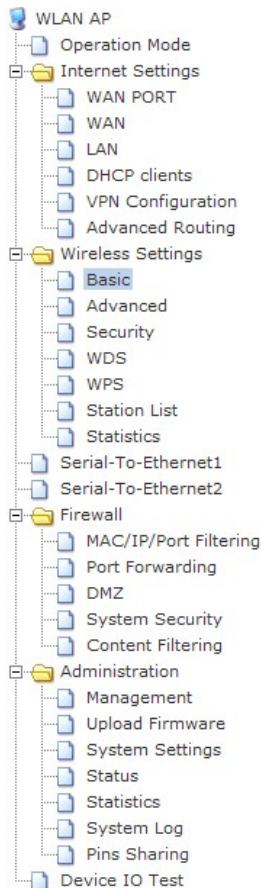 WLAN AP
Operation Mode
Internet Settings
WAN PORT
WAN
LAN
DHCP clients
VPN Configuration
Advanced Routing
Wireless Settings
Basic
Advanced
Security
WDS
WPS
Station List
Statistics
Serial-To-Ethernet1
Serial-To-Ethernet2
Firewall
MAC/IP/Port Filtering
Port Forwarding
DMZ
System Security
Content Filtering
Administration
Management
Upload Firmware
System Settings
Status
Statistics
System Log
Pins Sharing
Device IO Test